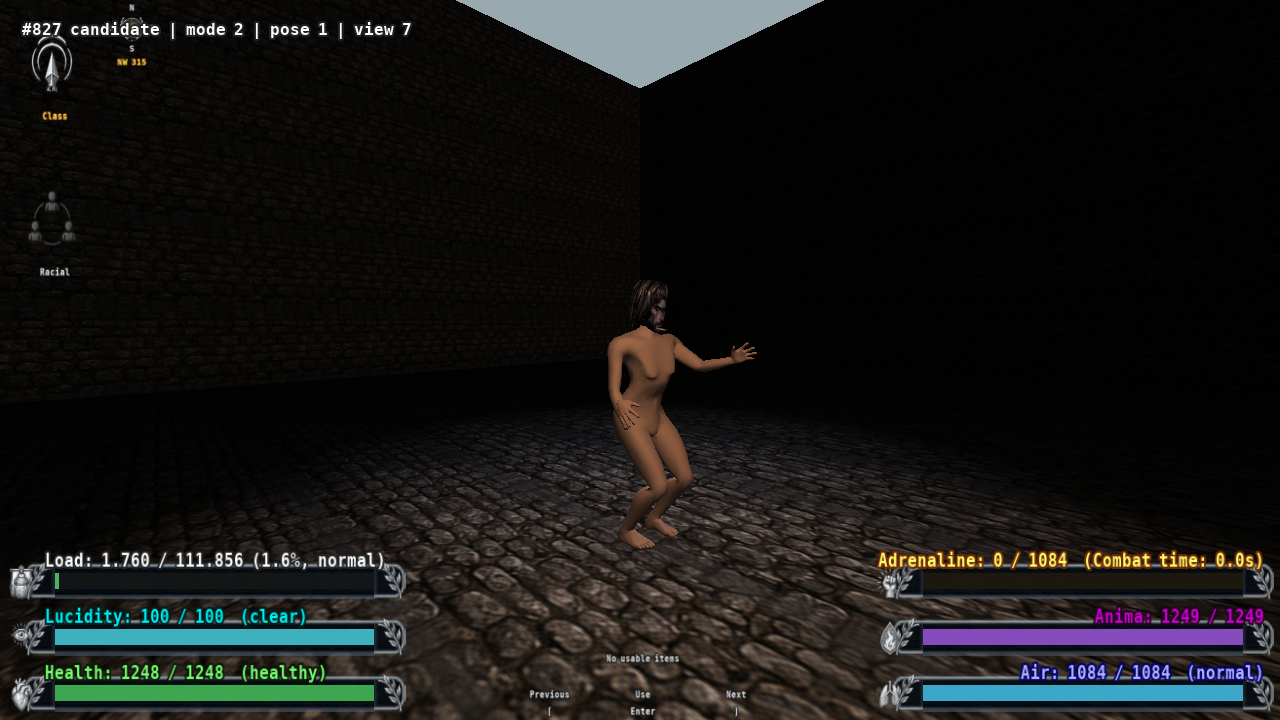 #827 candidate | mode 2 | pose 1 | view 7
N
S
NW 315
Class
Racial
Load: 1.760 / 111.856 (1.6%, normal)
Lucidity: 100 / 100 (clear)
Health: 1248 / 1248 (healthy)
Adrenaline: 0 / 1084 (Combat time: 0.0s)
Anima: 1249 / 1249
Air: 1084 / 1084 (normal)
No usable items
Previous Use Next
[ Enter ]